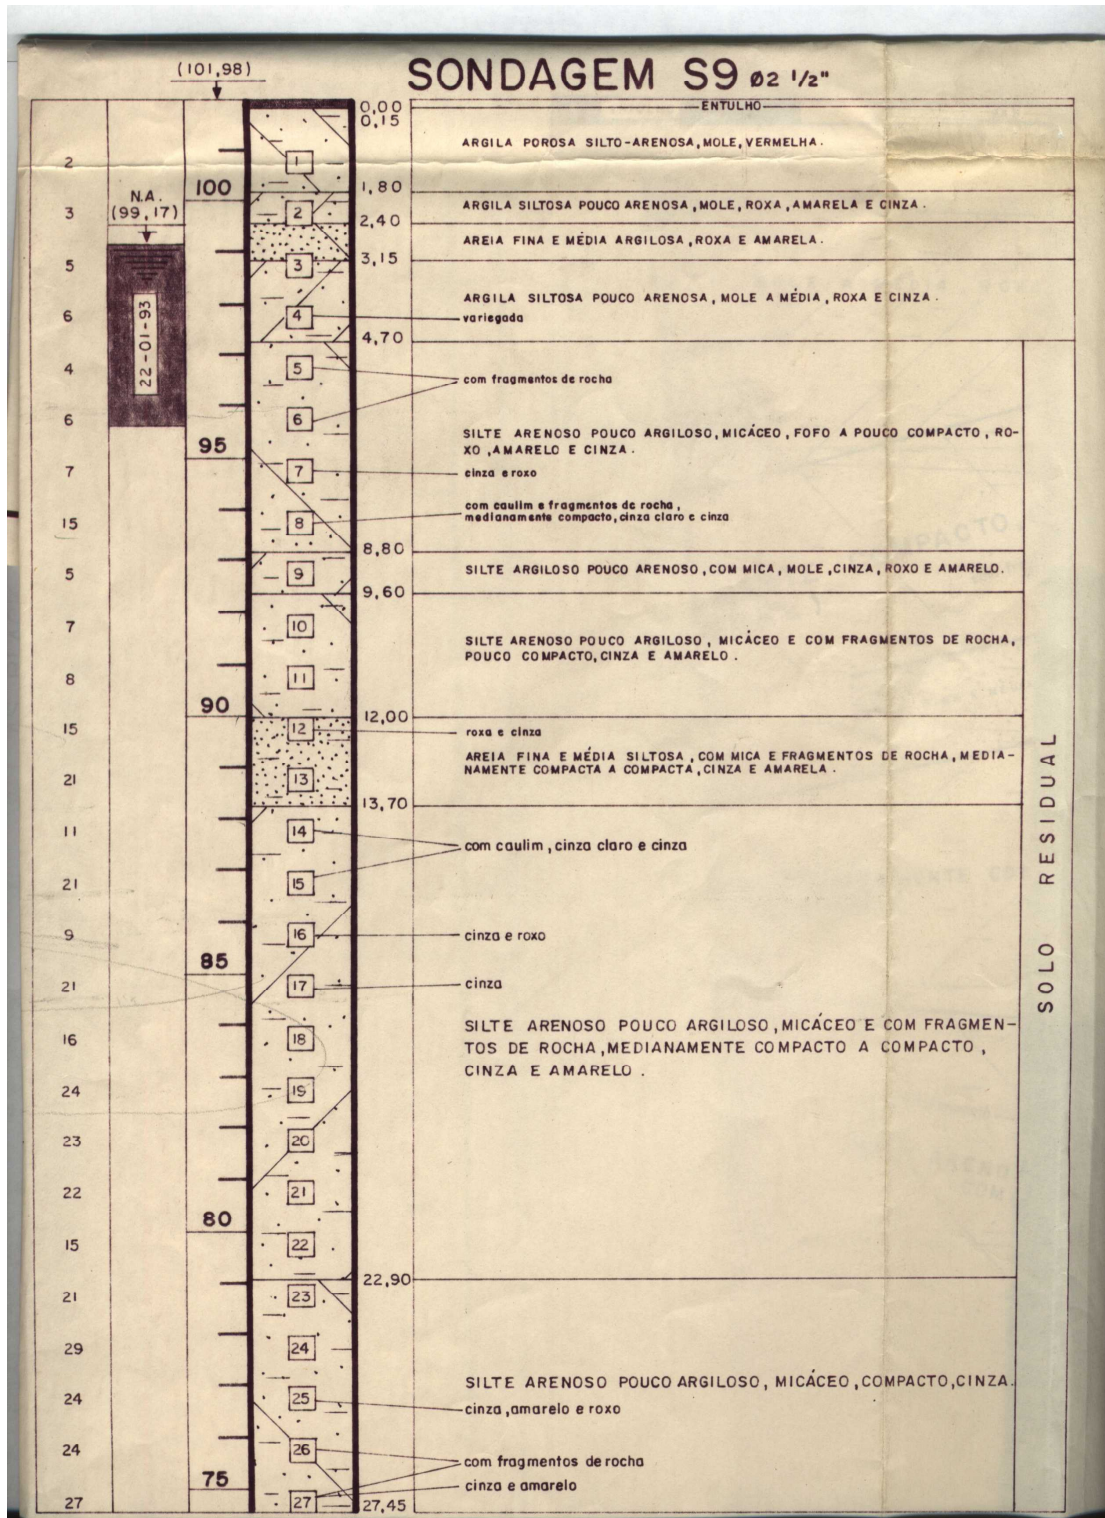 (101,98)
SONDAGEM S9 Ø2 1/2"
0,00
ENTULHO
0,15
ARGILA POROSA SILTO-ARENOSA, MOLE, VERMELHA.
2
1
1,80
100
N.A.
(99,17)
3
2
ARGILA SILTOSA POUCO ARENOSA, MOLE, ROXA, AMARELA E CINZA.
2,40
AREIA FINA E MÉDIA ARGILOSA, ROXA E AMARELA.
3,15
5
3
ARGILA SILTOSA POUCO ARENOSA, MOLE A MÉDIA, ROXA E CINZA.
6
4
variegada
22-01-93
4,70
4
5
com fragmentos de rocha
6
6
SILTE ARENOSO POUCO ARGILOSO, MICÁCEO, FOFO A POUCO COMPACTO, RO-
XO, AMARELO E CINZA.
95
7
7
cinza e roxo
com caulim e fragmentos de rocha,
medianamente compacto, cinza claro e cinza
15
8
8,80
5
9
SILTE ARGILOSO POUCO ARENOSO, COM MICA, MOLE, CINZA, ROXO E AMARELO.
9,60
7
10
SILTE ARENOSO POUCO ARGILOSO, MICÁCEO E COM FRAGMENTOS DE ROCHA,
POUCO COMPACTO, CINZA E AMARELO.
8
11
90
12,00
15
12
roxa e cinza
AREIA FINA E MÉDIA SILTOSA, COM MICA E FRAGMENTOS DE ROCHA, MEDIA-
NAMENTE COMPACTA A COMPACTA, CINZA E AMARELA.
21
13
13,70
11
14
com caulim, cinza claro e cinza
21
15
9
16
cinza e roxo
85
21
17
cinza
SOLO RESIDUAL
16
18
SILTE ARENOSO POUCO ARGILOSO, MICÁCEO E COM FRAGMEN-
TOS DE ROCHA, MEDIANAMENTE COMPACTO A COMPACTO,
CINZA E AMARELO.
24
19
23
20
22
21
80
15
22
22,90
21
23
29
24
SILTE ARENOSO POUCO ARGILOSO, MICÁCEO, COMPACTO, CINZA.
24
25
cinza, amarelo e roxo
24
26
com fragmentos de rocha
75
cinza e amarelo
27
27
27,45